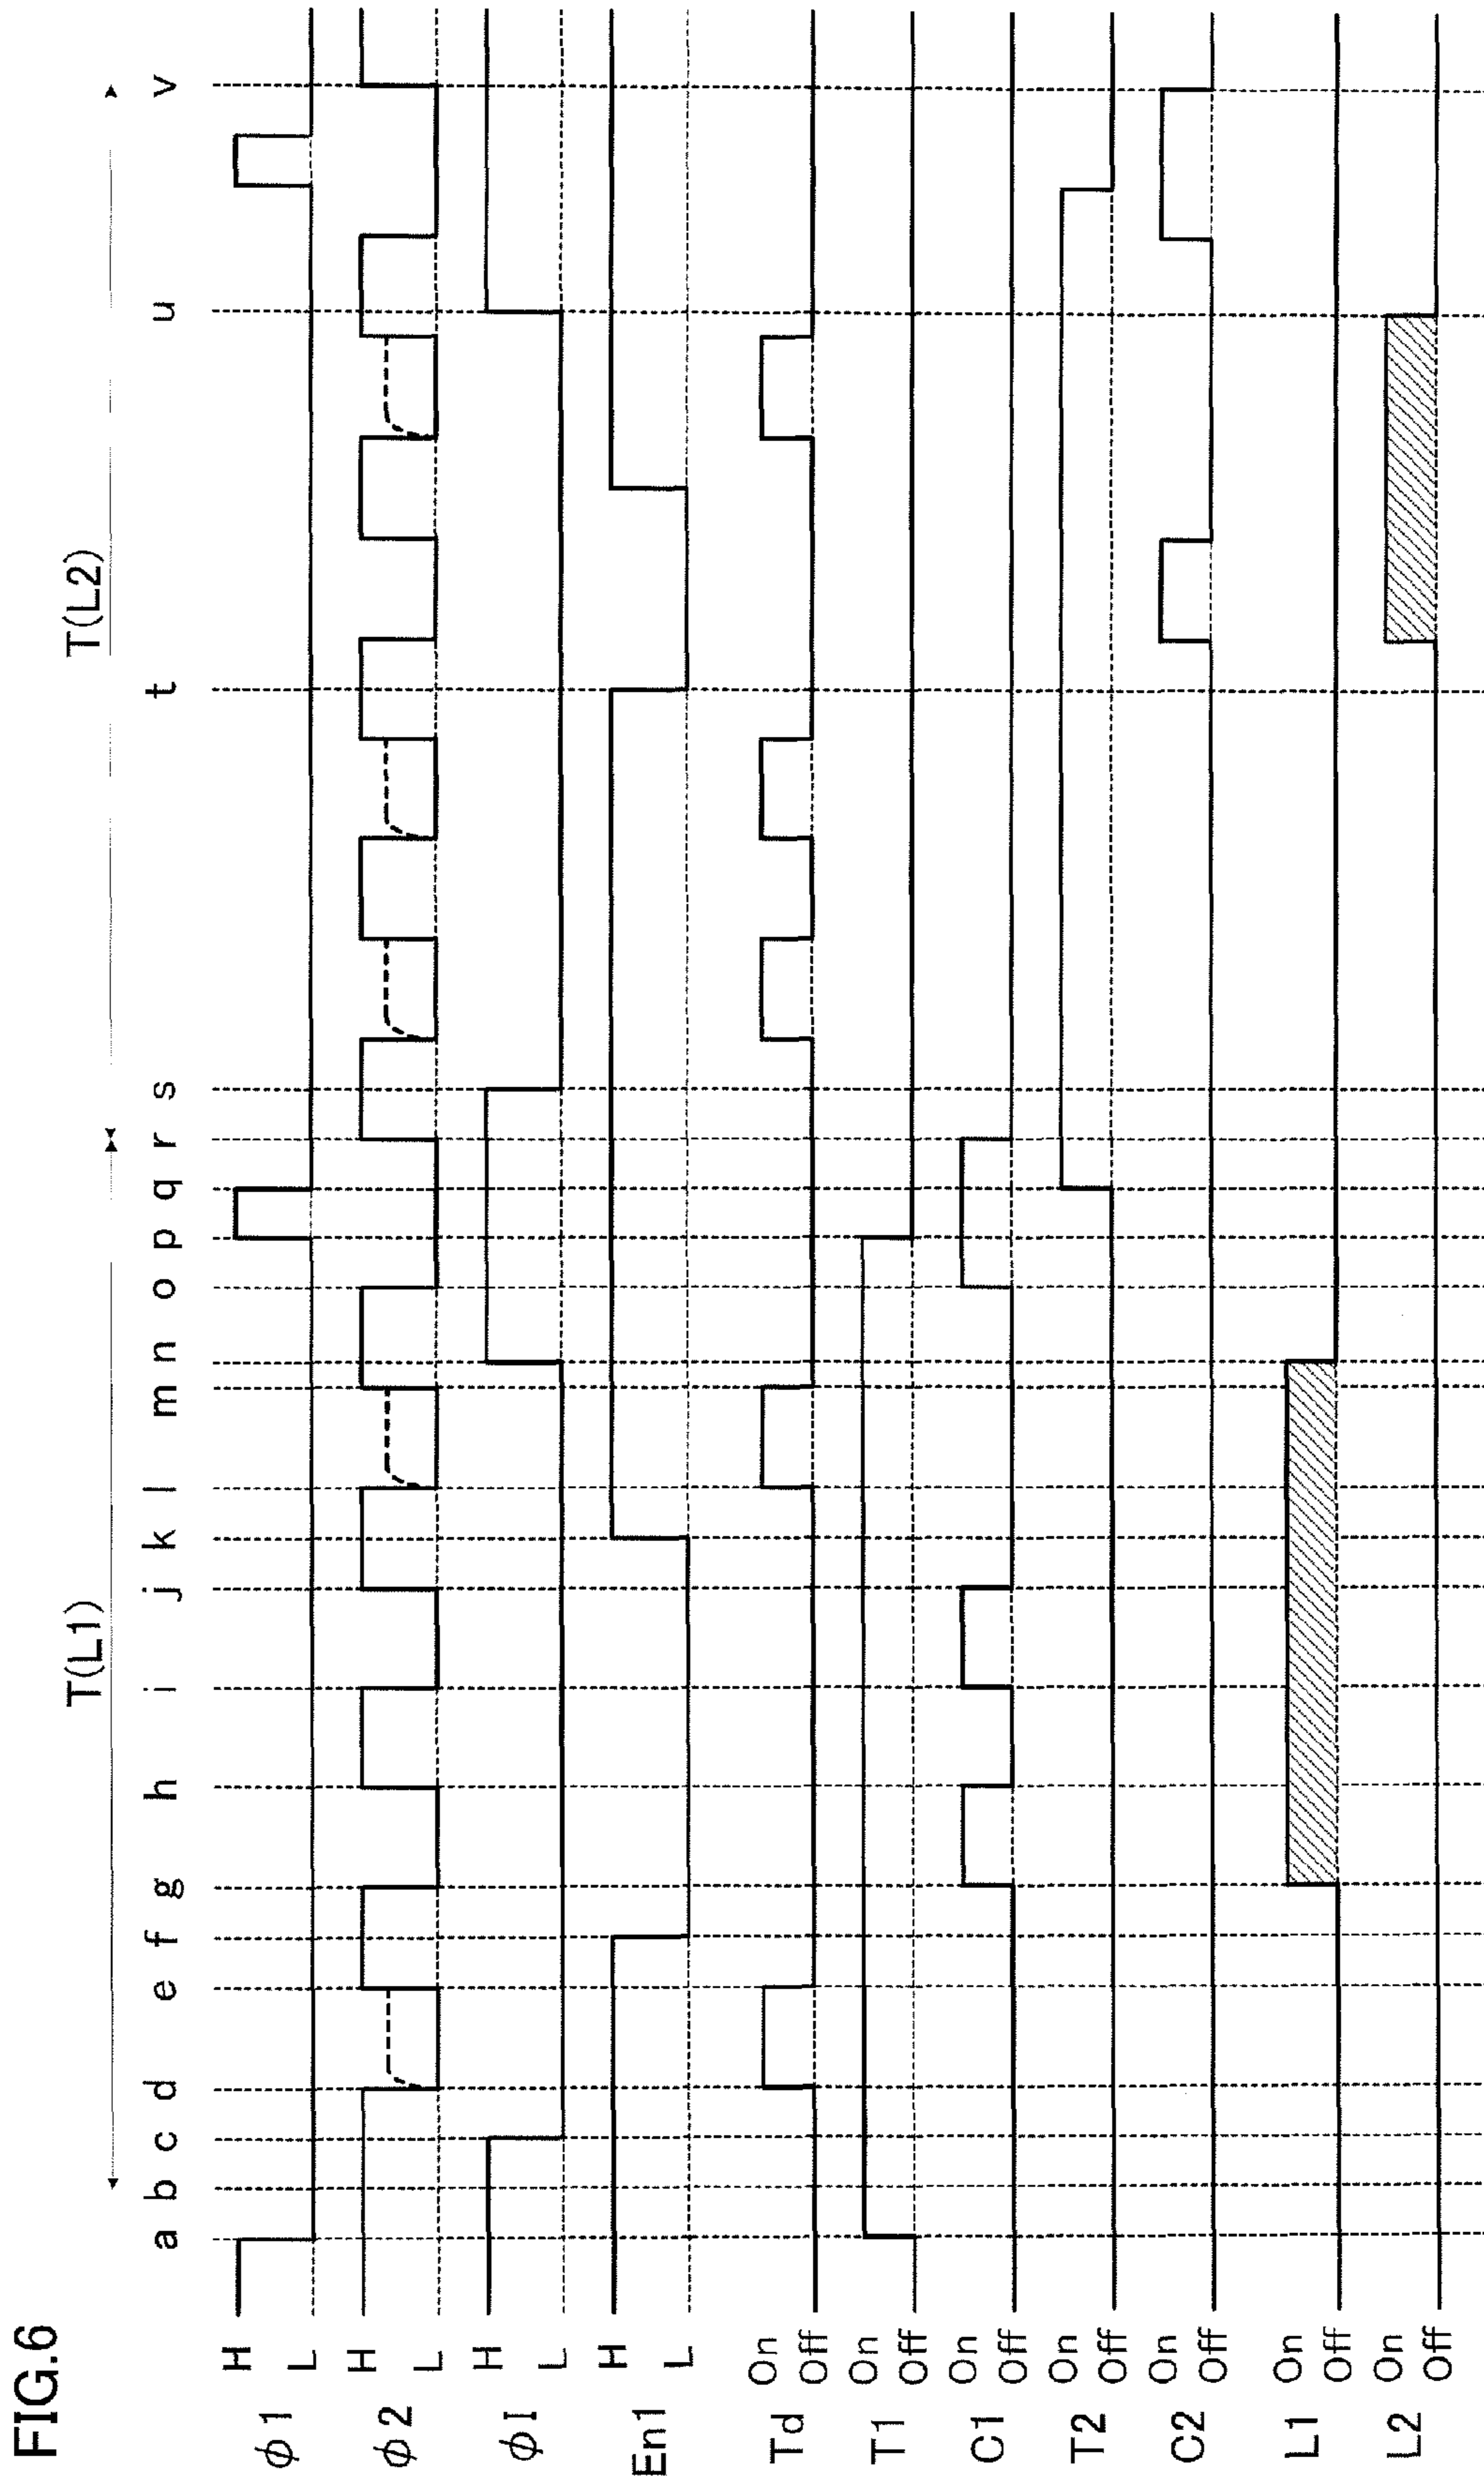 FIG.6
T(L1) T(L2)
a b c d e f g h i j k l m n o p q r s t u v
ϕ1 H L
ϕ2 H L
ϕI H L
En1 H L
Td On Off
T1 On Off
C1 On Off
T2 On Off
C2 On Off
L1 On Off
L2 On Off